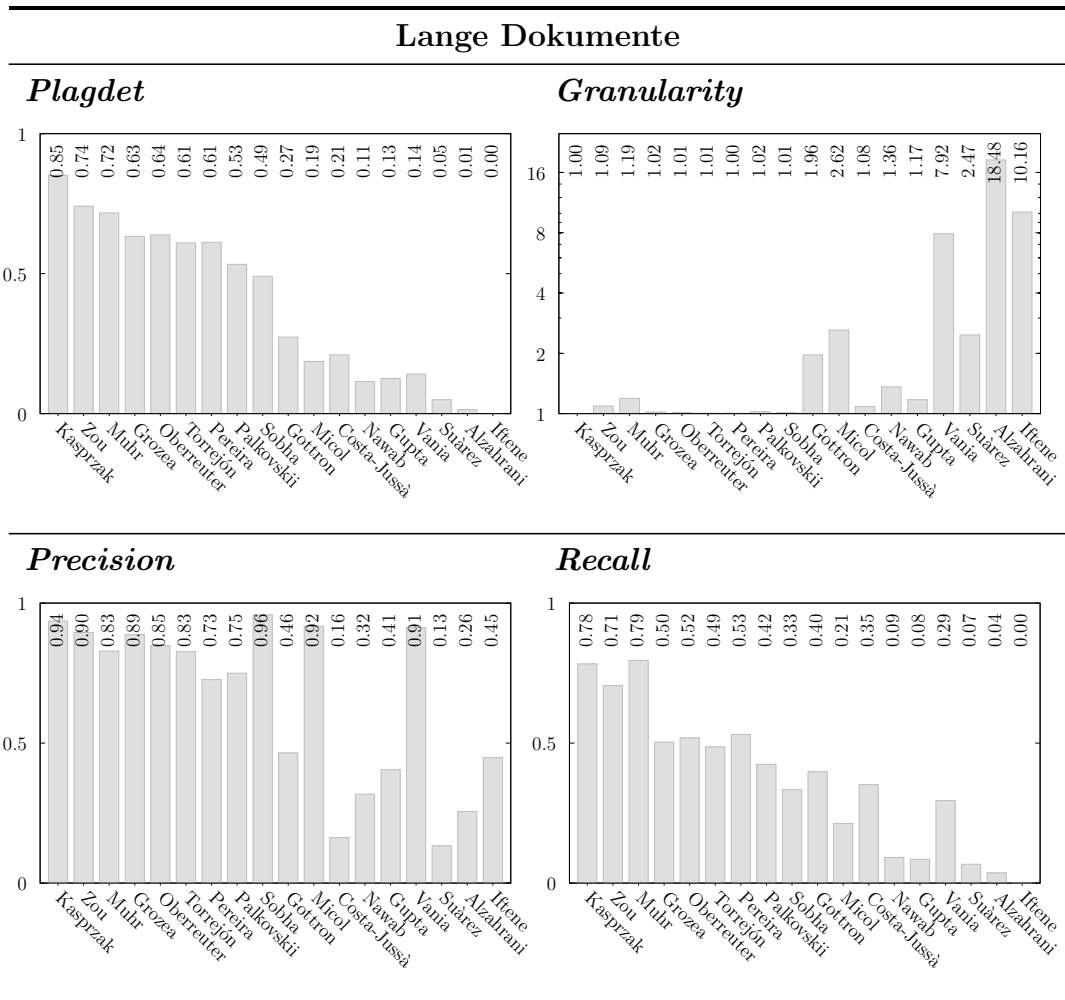 Lange Dokumente
Plagdet
1
0.5
0
0.85 0.74 0.72 0.63 0.64 0.61 0.61 0.53 0.49 0.27 0.19 0.21 0.11 0.13 0.14 0.05 0.01 0.00
Kasprzak Zou Muhr Grozea Oberreuter Torrejón Pereira Palkovskii Sobha Gottron Micol Costa-Jussà Nawab Gupta Vania Suàrez Alzahrani Iftene
Granularity
16
8
4
2
1
1.00 1.09 1.19 1.02 1.01 1.01 1.00 1.02 1.01 1.96 2.62 1.08 1.36 1.17 7.92 2.47 18.48 10.16
Kasprzak Zou Muhr Grozea Oberreuter Torrejón Pereira Palkovskii Sobha Gottron Micol Costa-Jussà Nawab Gupta Vania Suàrez Alzahrani Iftene
Precision
1
0.5
0
0.94 0.90 0.83 0.89 0.85 0.83 0.73 0.75 0.96 0.46 0.92 0.16 0.32 0.41 0.91 0.13 0.26 0.45
Kasprzak Zou Muhr Grozea Oberreuter Torrejón Pereira Palkovskii Sobha Gottron Micol Costa-Jussà Nawab Gupta Vania Suàrez Alzahrani Iftene
Recall
1
0.5
0
0.78 0.71 0.79 0.50 0.52 0.49 0.53 0.42 0.33 0.40 0.21 0.35 0.09 0.08 0.29 0.07 0.04 0.00
Kasprzak Zou Muhr Grozea Oberreuter Torrejón Pereira Palkovskii Sobha Gottron Micol Costa-Jussà Nawab Gupta Vania Suàrez Alzahrani Iftene